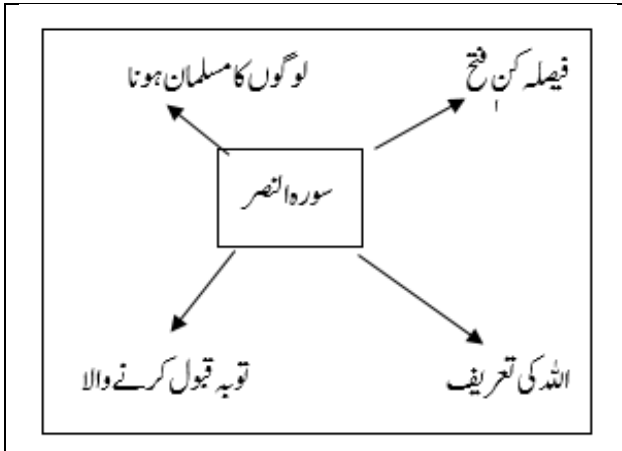 فیصلہ کن فتح
لوگوں کا مسلمان ہونا
سورہ النصر
اللہ کی تعریف
توبہ قبول کرنے والا